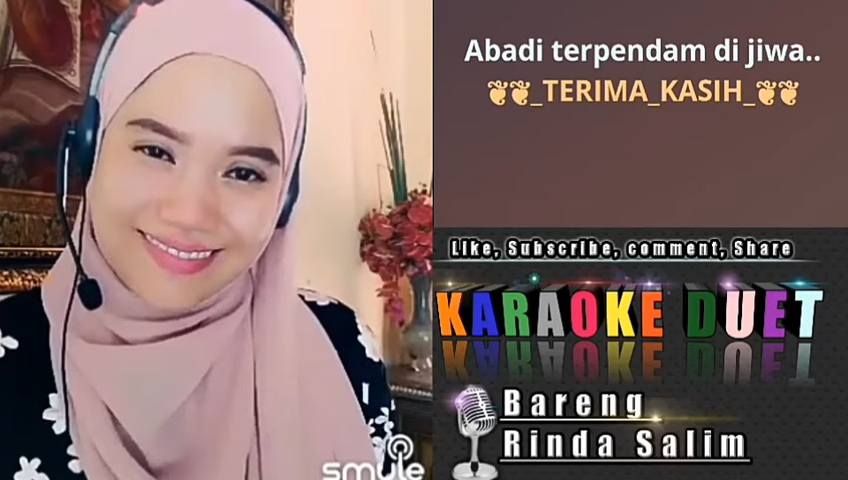 Abadi terpendam di jiwa..
❦❦_TERIMA_KASIH_❦❦
Like, Subscribe, comment, Share
KARAOKE DUET
Bareng
Rinda Salim
smule